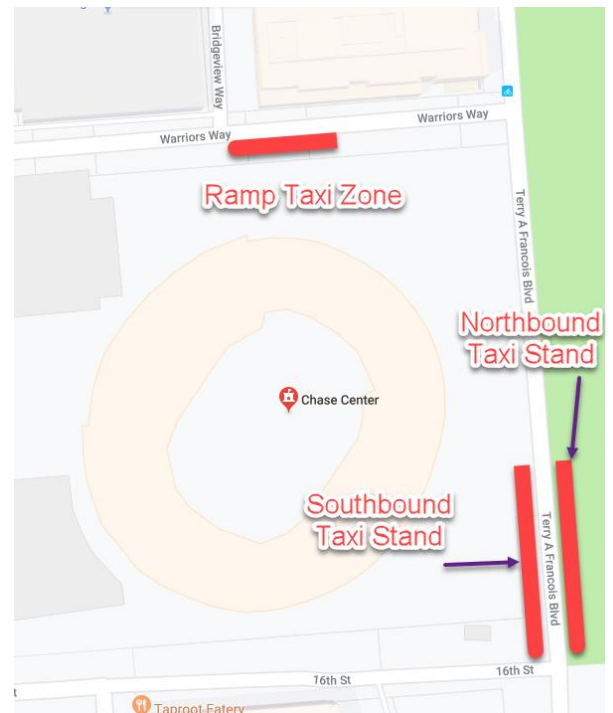 Bridgeview Way
Warriors Way
Warriors Way
Ramp Taxi Zone
Terry A Francois Blvd
Northbound
Taxi Stand
Chase Center
Southbound
Taxi Stand
Terry A Francois Blvd
16th St
16th St
Taproot Eatery